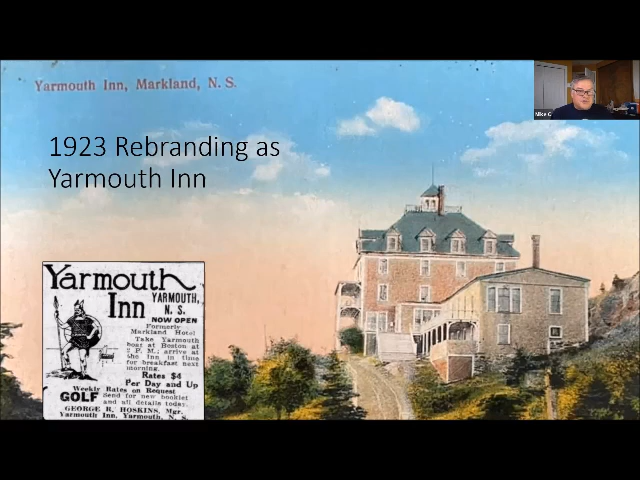 Yarmouth Inn, Markland, N. S.
1923 Rebranding as
Yarmouth Inn
Yarmouth
Inn
YARMOUTH,
N. S.
NOW OPEN
Formerly
Markland Hotel
Take Yarmouth
boat at Boston at
2 P. M.; arrive at
the Inn in time
for breakfast next
morning.
Rates $4
Per Day and Up
Weekly Rates on Request
GOLF Send for new booklet
and all details today.
GEORGE R. HOSKINS, Mgr.
Yarmouth Inn, Yarmouth, N. S.